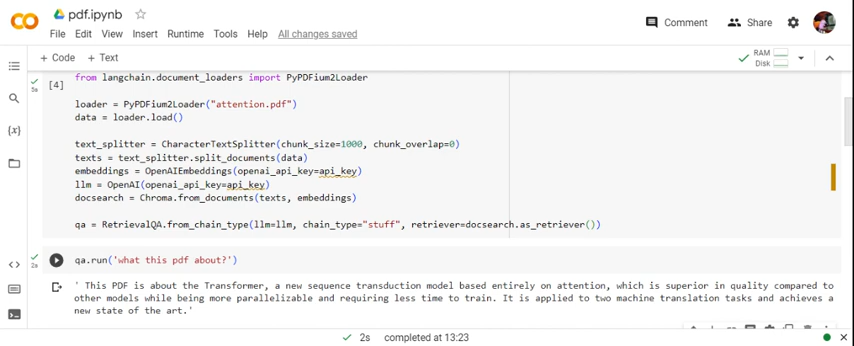 pdf.ipynb
Comment
Share
File Edit View Insert Runtime Tools Help All changes saved
+ Code + Text
RAM
Disk
[4]
5s
from langchain.document_loaders import PyPDFium2Loader
loader = PyPDFium2Loader("attention.pdf")
data = loader.load()
text_splitter = CharacterTextSplitter(chunk_size=1000, chunk_overlap=0)
texts = text_splitter.split_documents(data)
embeddings = OpenAIEmbeddings(openai_api_key=api_key)
llm = OpenAI(openai_api_key=api_key)
docsearch = Chroma.from_documents(texts, embeddings)
qa = RetrievalQA.from_chain_type(llm=llm, chain_type="stuff", retriever=docsearch.as_retriever())
2s
qa.run('what this pdf about?')
' This PDF is about the Transformer, a new sequence transduction model based entirely on attention, which is superior in quality compared to
other models while being more parallelizable and requiring less time to train. It is applied to two machine translation tasks and achieves a
new state of the art.'
2s completed at 13:23